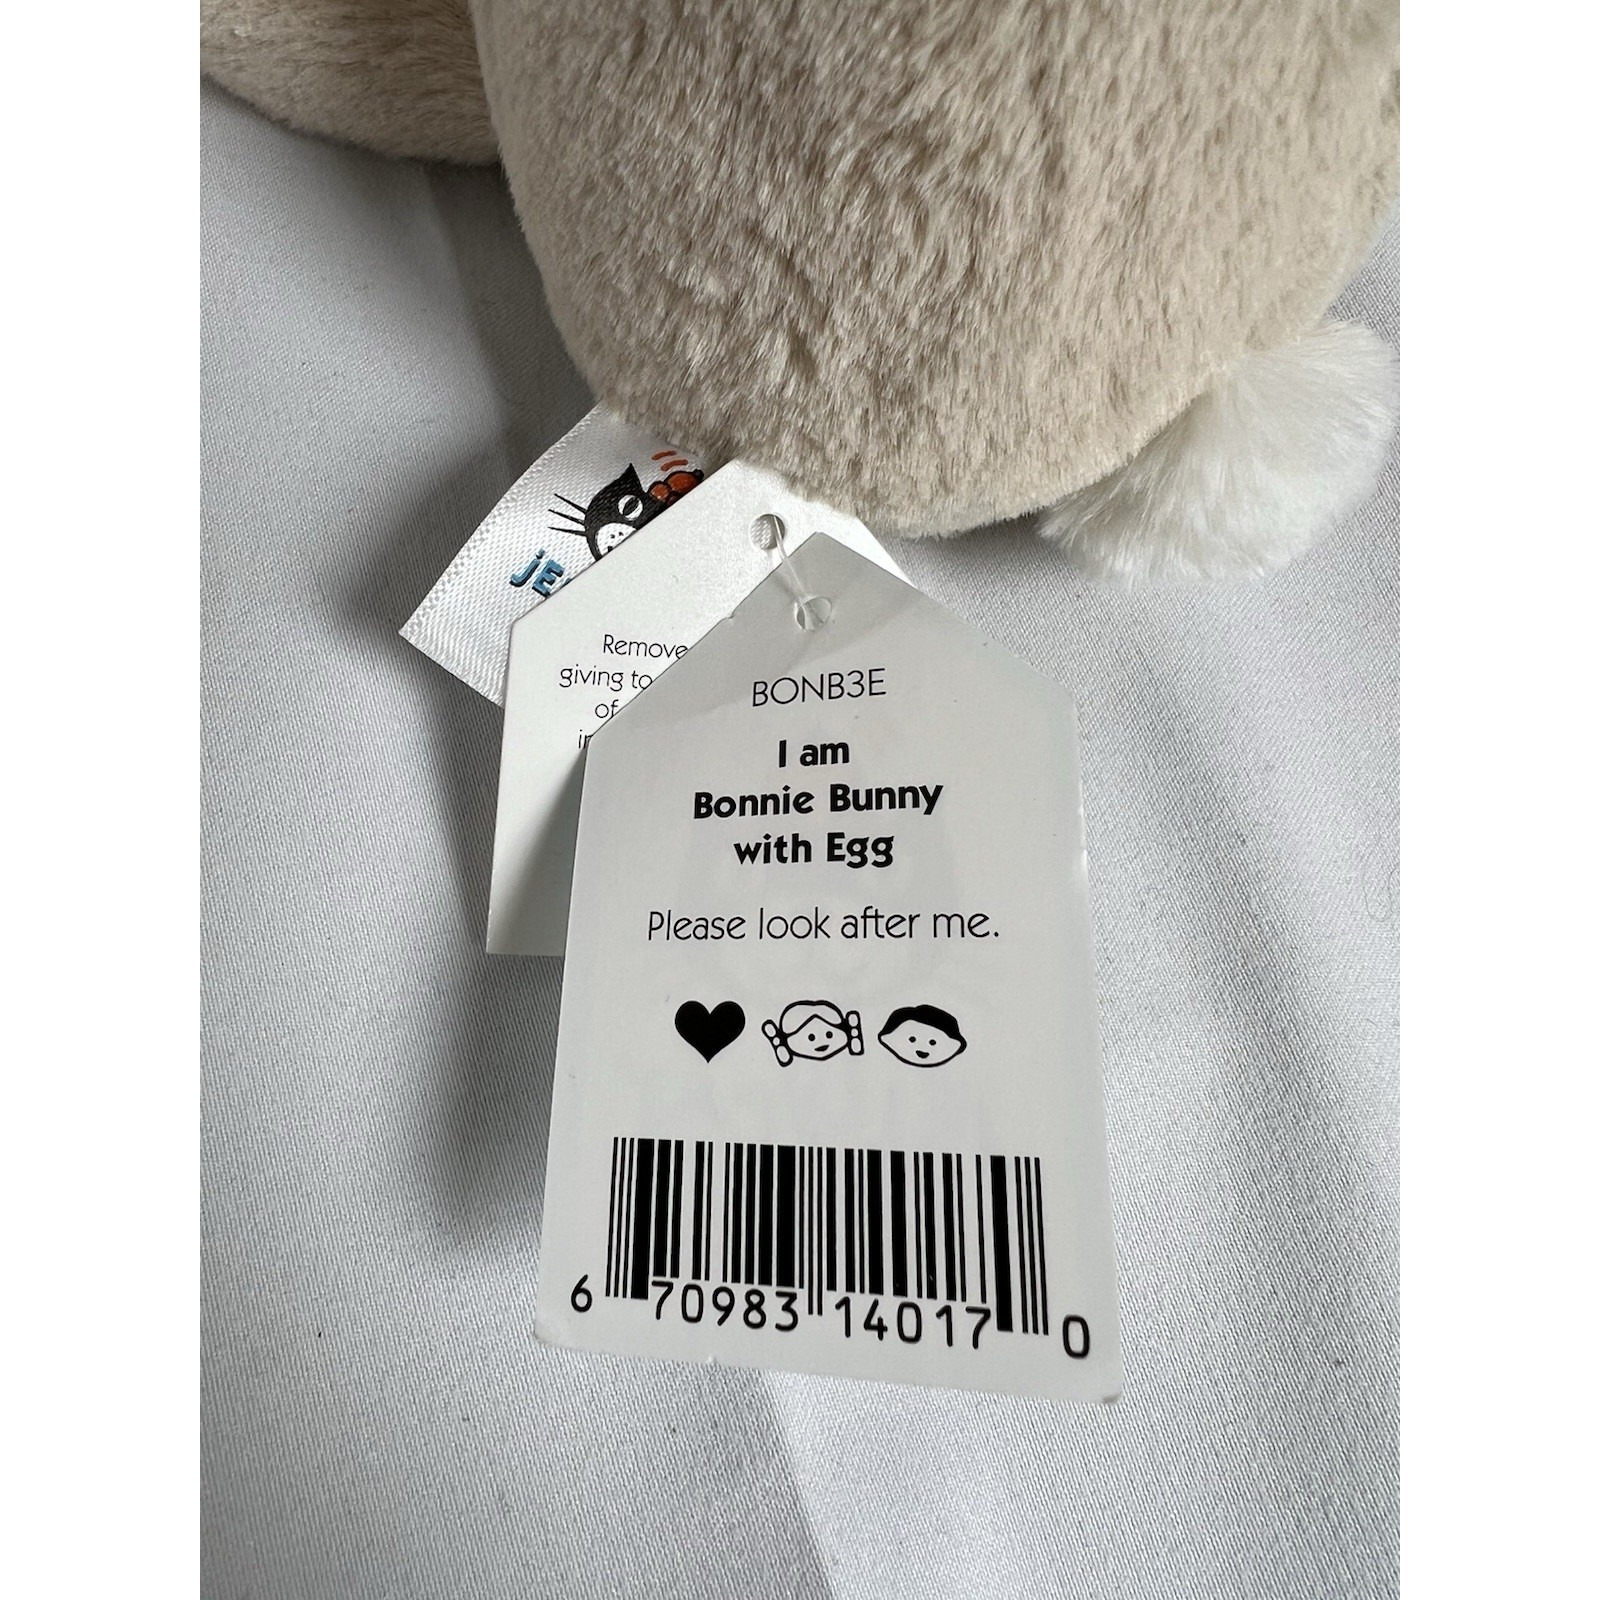 Remove
giving to
of
BONB3E
I am
Bonnie Bunny
with Egg
Please look after me.
6 70983 14017 0